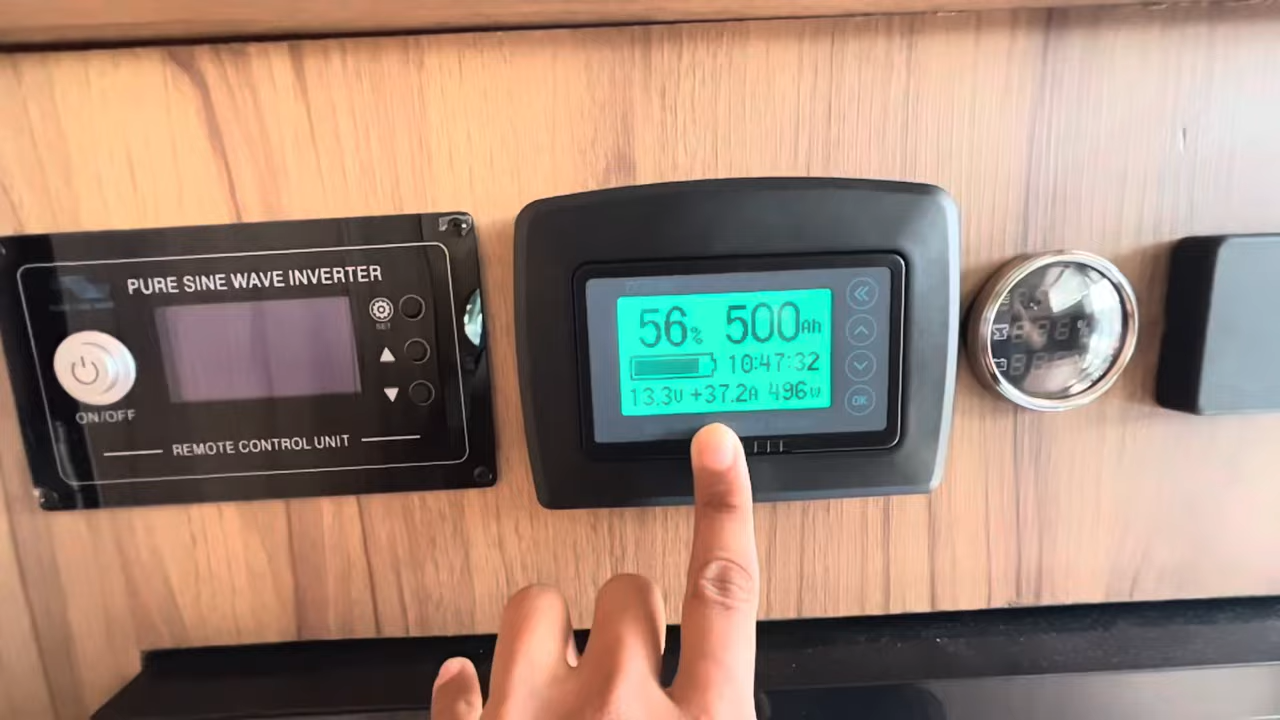 PURE SINE WAVE INVERTER
SET
ON/OFF
REMOTE CONTROL UNIT
56% 500Ah
10:47:32
13.3V +37.2A 496W
OK